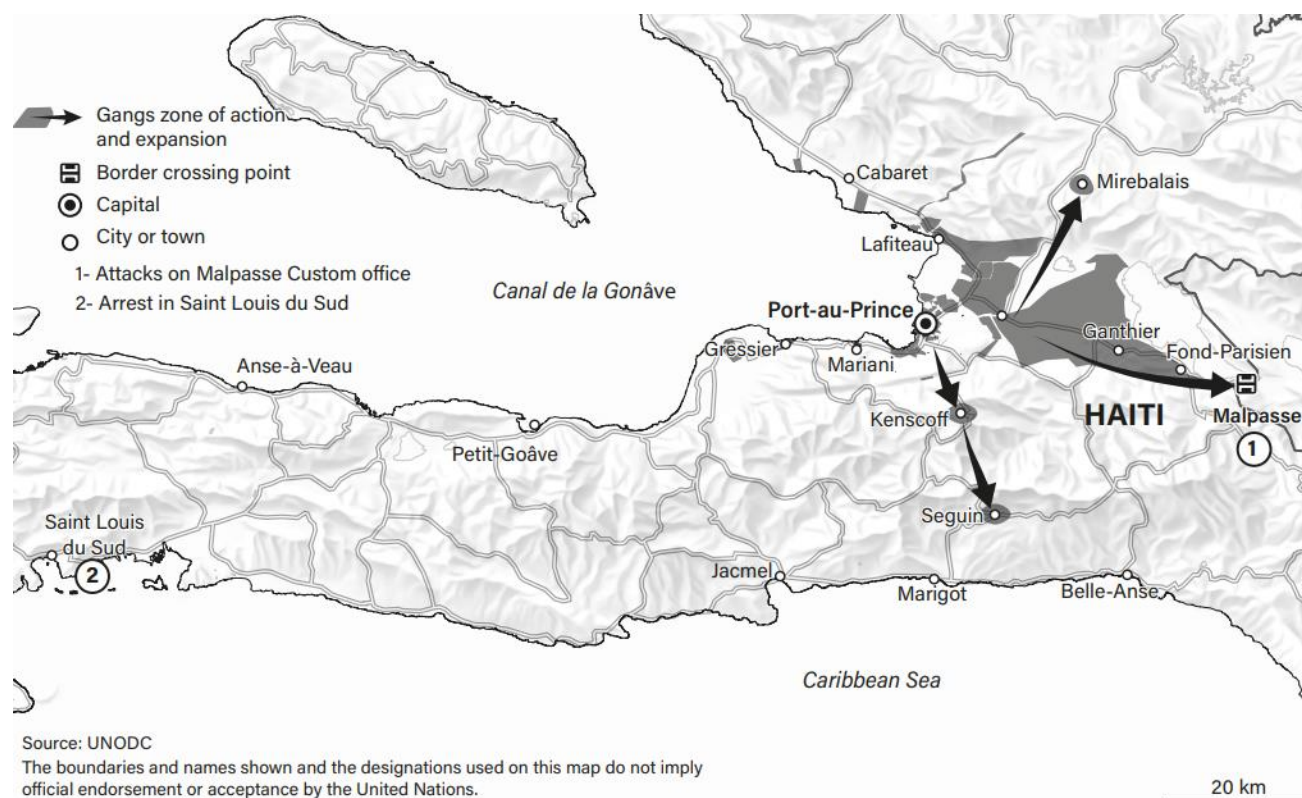 Gangs zone of action
and expansion
Border crossing point
Capital
City or town
1- Attacks on Malpasse Custom office
2- Arrest in Saint Louis du Sud
Canal de la Gonâve
Cabaret
Mirebalais
Lafiteau
Port-au-Prince
Ganthier
Gressier
Mariani
Fond-Parisien
Anse-à-Veau
Kenscoff
HAITI
Malpasse
1
Petit-Goâve
Seguin
Saint Louis
du Sud
2
Jacmel
Marigot
Belle-Anse
Caribbean Sea
Source: UNODC
The boundaries and names shown and the designations used on this map do not imply
official endorsement or acceptance by the United Nations.
20 km